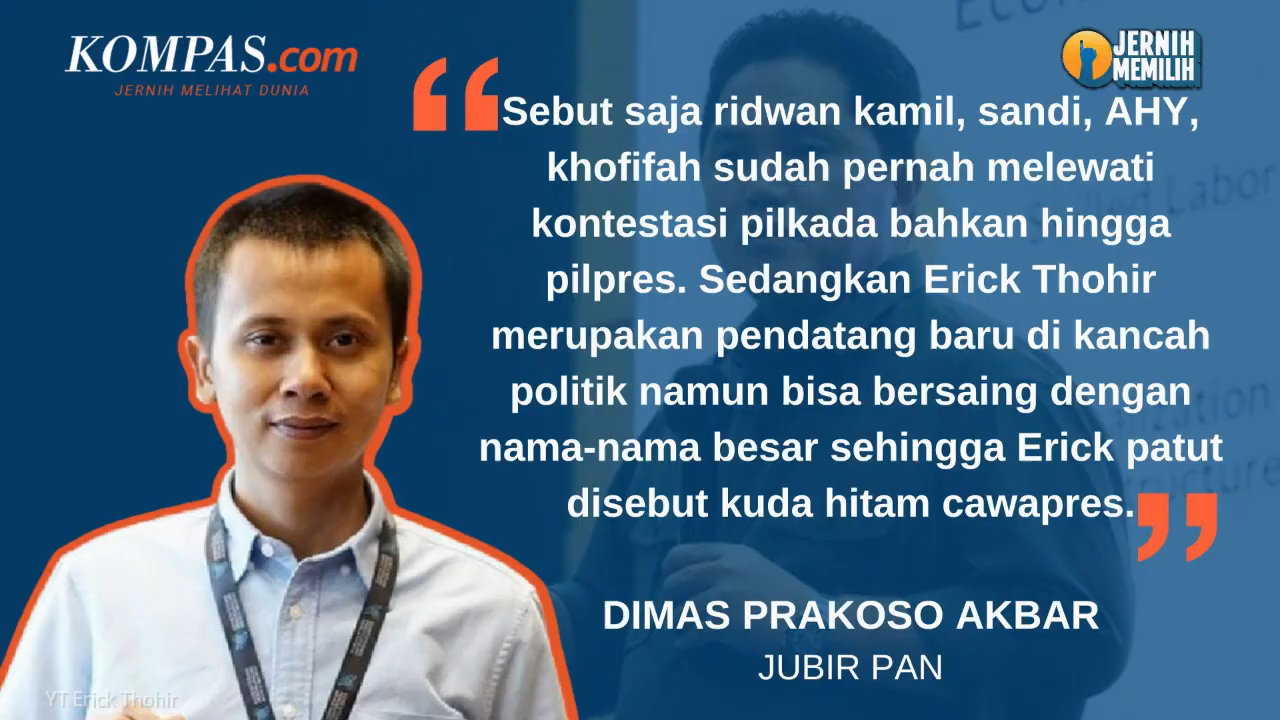 KOMPAS.com
JERNIH MELIHAT DUNIA
JERNIH
MEMILIH
“Sebut saja ridwan kamil, sandi, AHY,
khofifah sudah pernah melewati
kontestasi pilkada bahkan hingga
pilpres. Sedangkan Erick Thohir
merupakan pendatang baru di kancah
politik namun bisa bersaing dengan
nama-nama besar sehingga Erick patut
disebut kuda hitam cawapres.”
DIMAS PRAKOSO AKBAR
JUBIR PAN
YT Erick Thohir